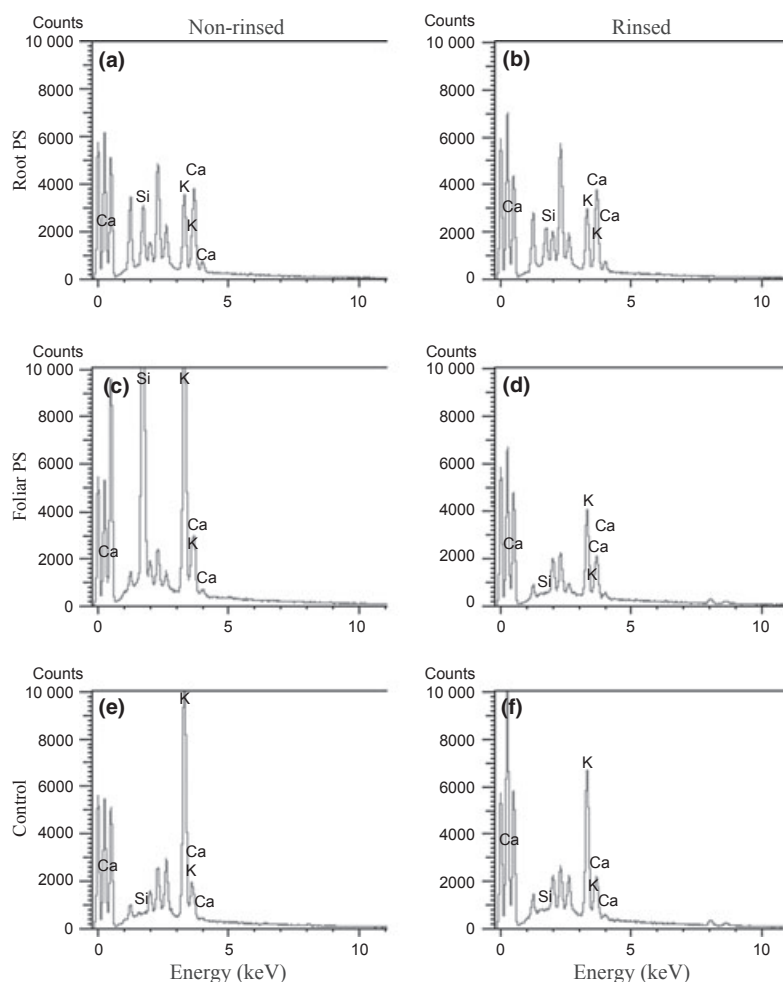 Non-rinsed
Rinsed
Root PS
Counts
(a)
10 000
8000
6000
4000
2000
0
0 5 10
Ca
Si
K
Ca
K
Ca
Counts
(b)
10 000
8000
6000
4000
2000
0
0 5 10
Ca
Si
K
Ca
Ca
K
Foliar PS
Counts
(c)
10 000
8000
6000
4000
2000
0
0 5 10
Ca
Si
K
Ca
K
Ca
Counts
(d)
10 000
8000
6000
4000
2000
0
0 5 10
Ca
Si
K
Ca
Ca
K
Control
Counts
(e)
10 000
8000
6000
4000
2000
0
0 5 10
Energy (keV)
Ca
Si
K
Ca
K
Ca
Counts
(f)
10 000
8000
6000
4000
2000
0
0 5 10
Energy (keV)
Ca
Si
K
Ca
K
Ca